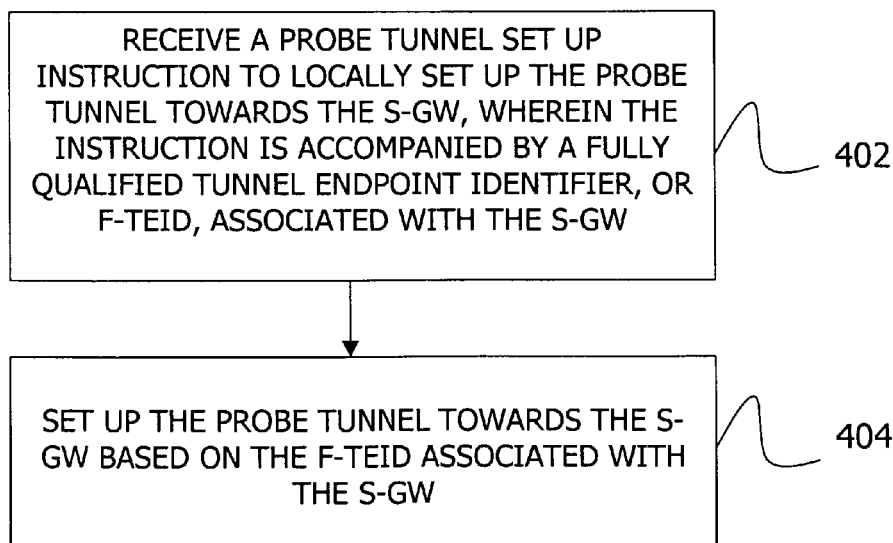 RECEIVE A PROBE TUNNEL SET UP
INSTRUCTION TO LOCALLY SET UP THE PROBE
TUNNEL TOWARDS THE S-GW, WHEREIN THE
INSTRUCTION IS ACCOMPANIED BY A FULLY
QUALIFIED TUNNEL ENDPOINT IDENTIFIER, OR
F-TEID, ASSOCIATED WITH THE S-GW
402
SET UP THE PROBE TUNNEL TOWARDS THE S-
GW BASED ON THE F-TEID ASSOCIATED WITH
THE S-GW
404